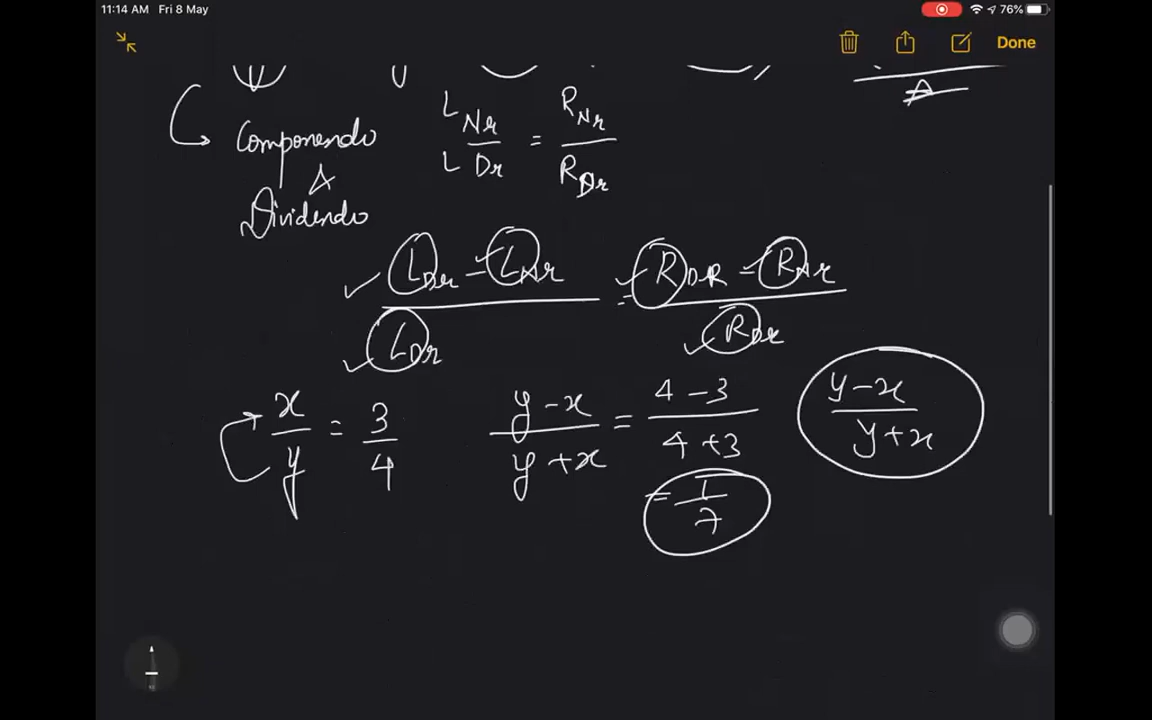 11:14 AM Fri 8 May 76%
Done
Componendo
L Nr / L Dr = R Nr / R Dr
Dividendo
L Dr - L Nr / L Dr = R DR - R Nr / R Dr
x / y = 3 / 4
y - x / y + x = 4 - 3 / 4 + 3
= 1 / 7
y - x / y + x